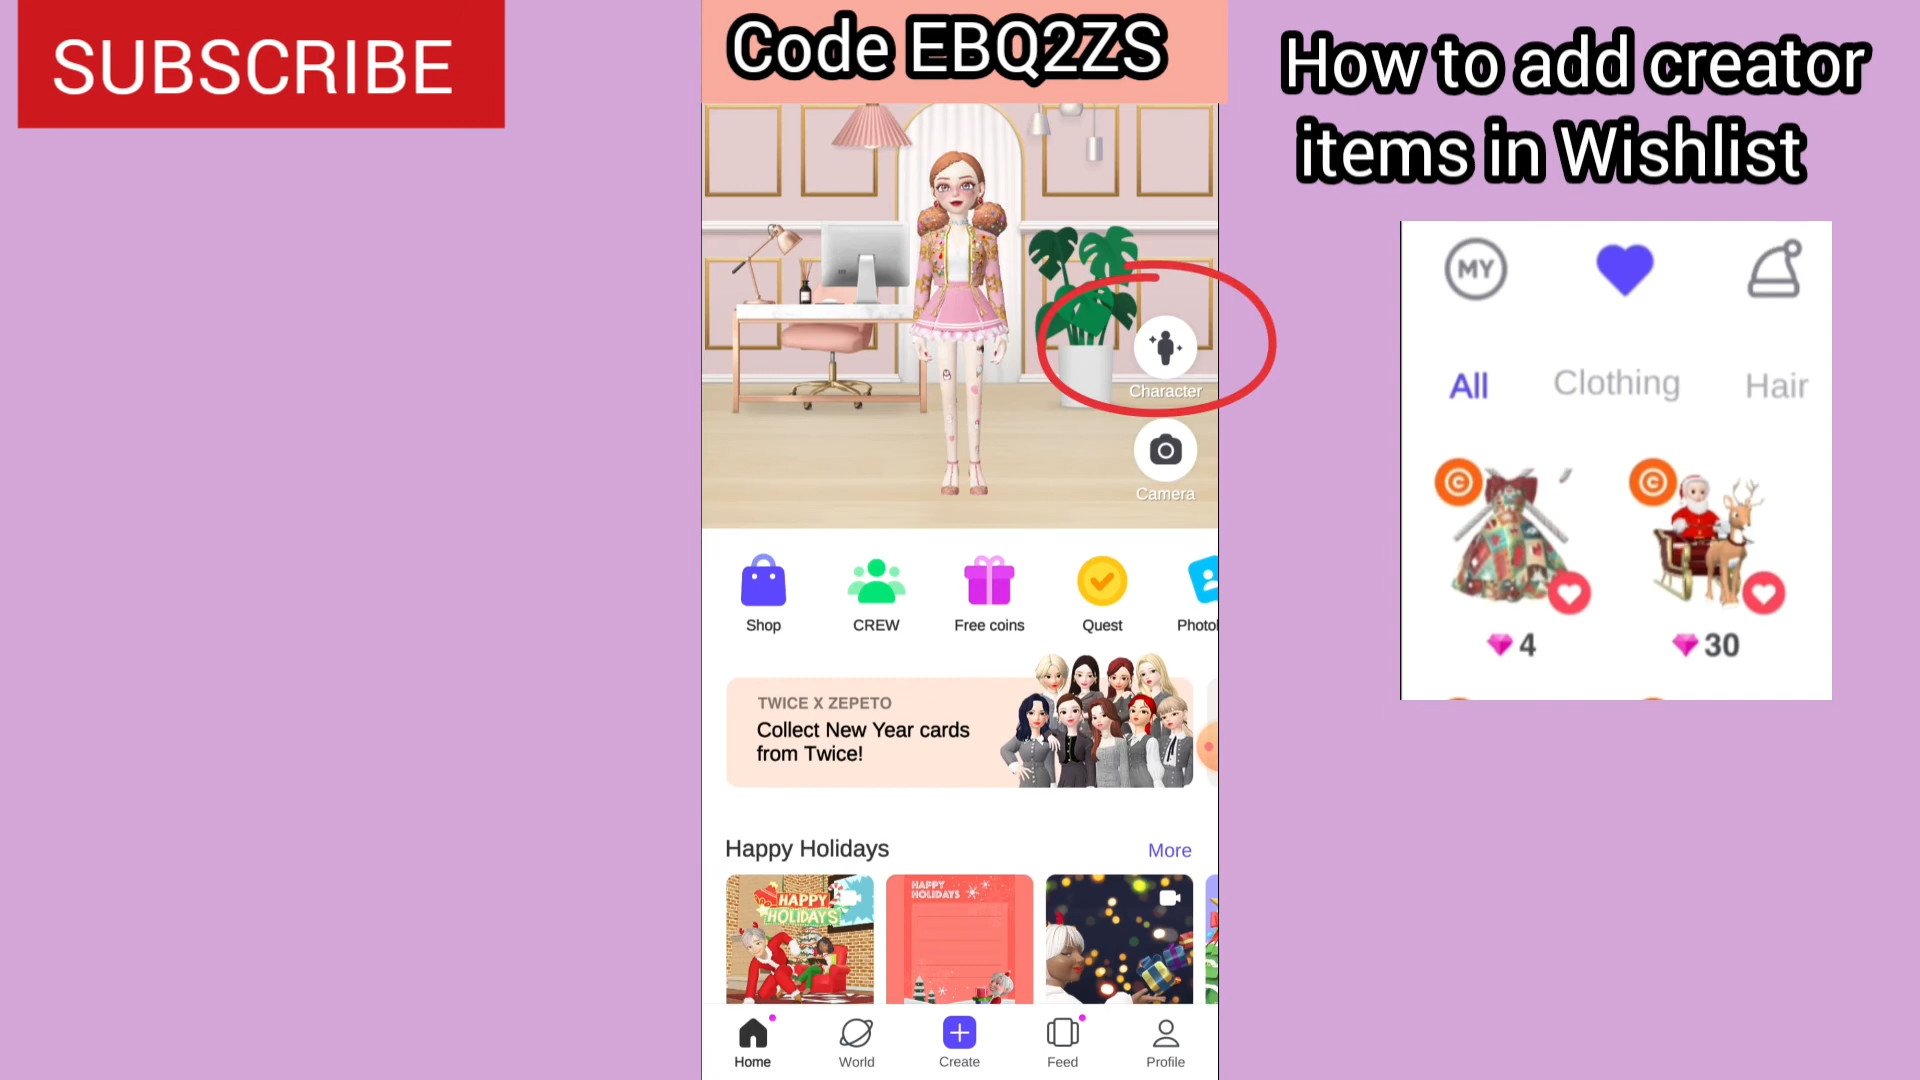 SUBSCRIBE
Code EBQ2ZS
How to add creator
items in Wishlist
Character
Camera
Shop
CREW
Free coins
Quest
TWICE X ZEPETO
Collect New Year cards
from Twice!
Happy Holidays
More
HAPPY
HOLIDAYS
HAPPY
HOLIDAYS
Home
World
Create
Feed
Profile
MY
All
Clothing
Hair
C
C
4
30